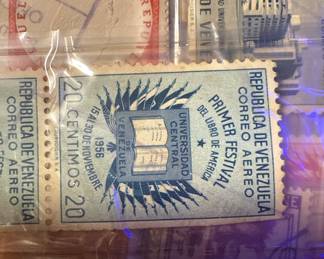 REPUBLICA DE VENEZUELA
CORREO AEREO
PRIMER FESTIVAL
DEL LIBRO DE AMERICA
UNIVERSIDAD
CENTRAL
DE
VENEZUELA
1956
15 AL 30 DE NOVIEMBRE
20 CENTIMOS 20
REPUBLICA DE VENEZUELA
CORREO AEREO